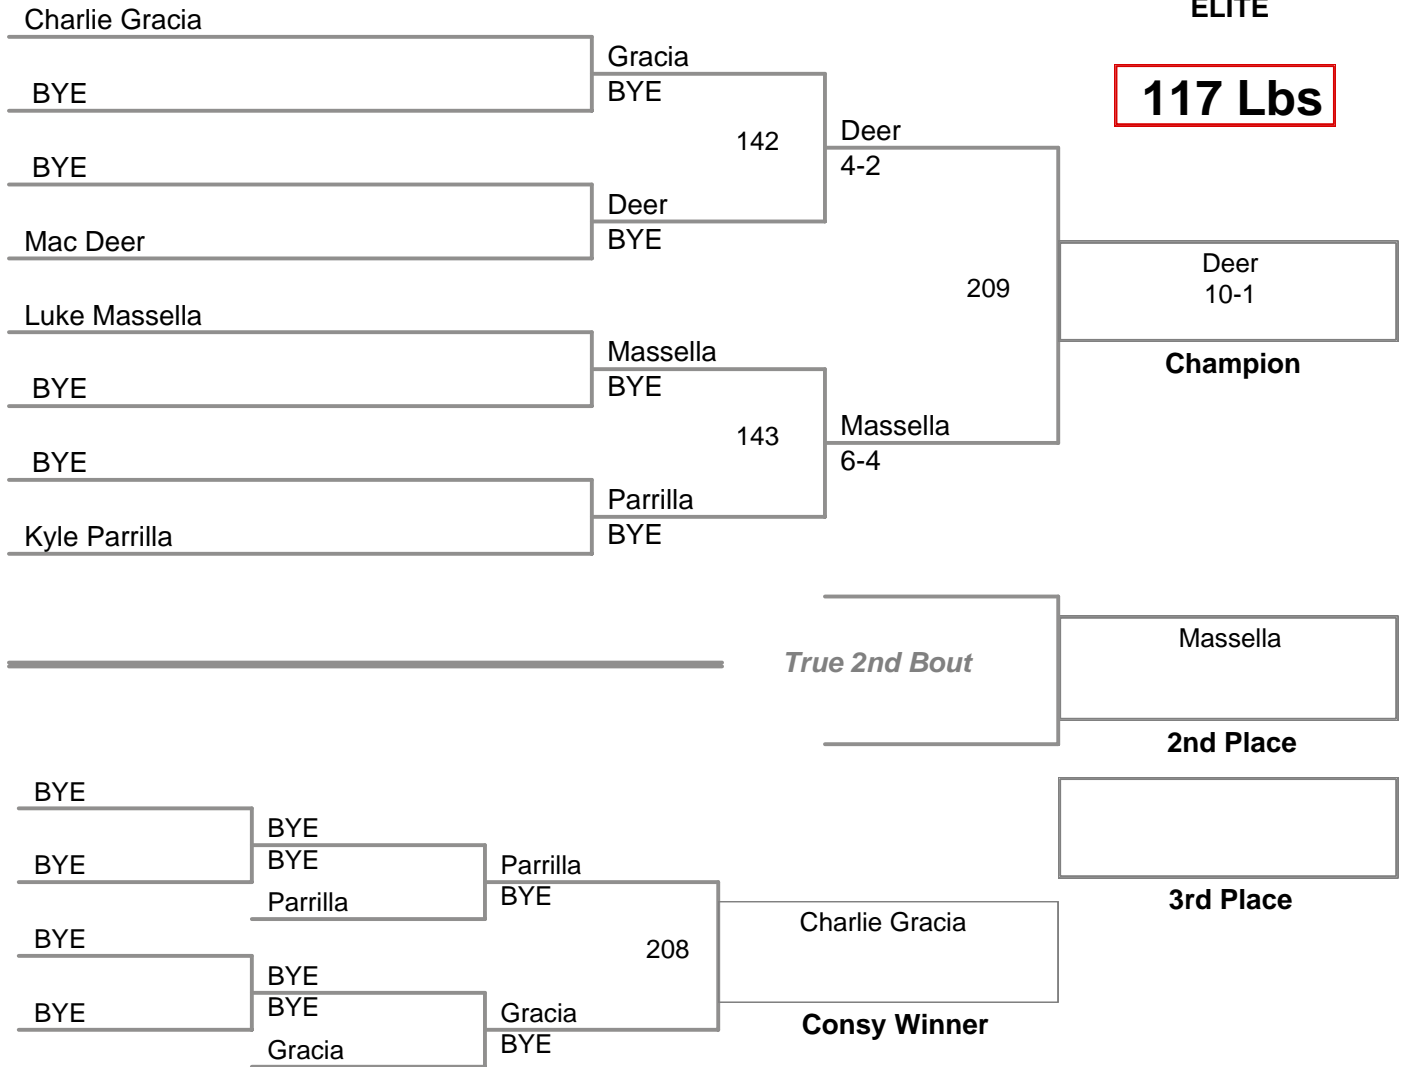 ELITE
117 Lbs
Charlie Gracia
BYE
Gracia
BYE
BYE
Mac Deer
Deer
BYE
142
Deer
4-2
Luke Massella
BYE
Massella
BYE
BYE
Kyle Parrilla
Parrilla
BYE
143
Massella
6-4
209
Deer
10-1
Champion
True 2nd Bout
Massella
2nd Place
3rd Place
BYE
BYE
BYE
BYE
Parrilla
Parrilla
BYE
BYE
BYE
BYE
BYE
Gracia
Gracia
BYE
208
Charlie Gracia
Consy Winner